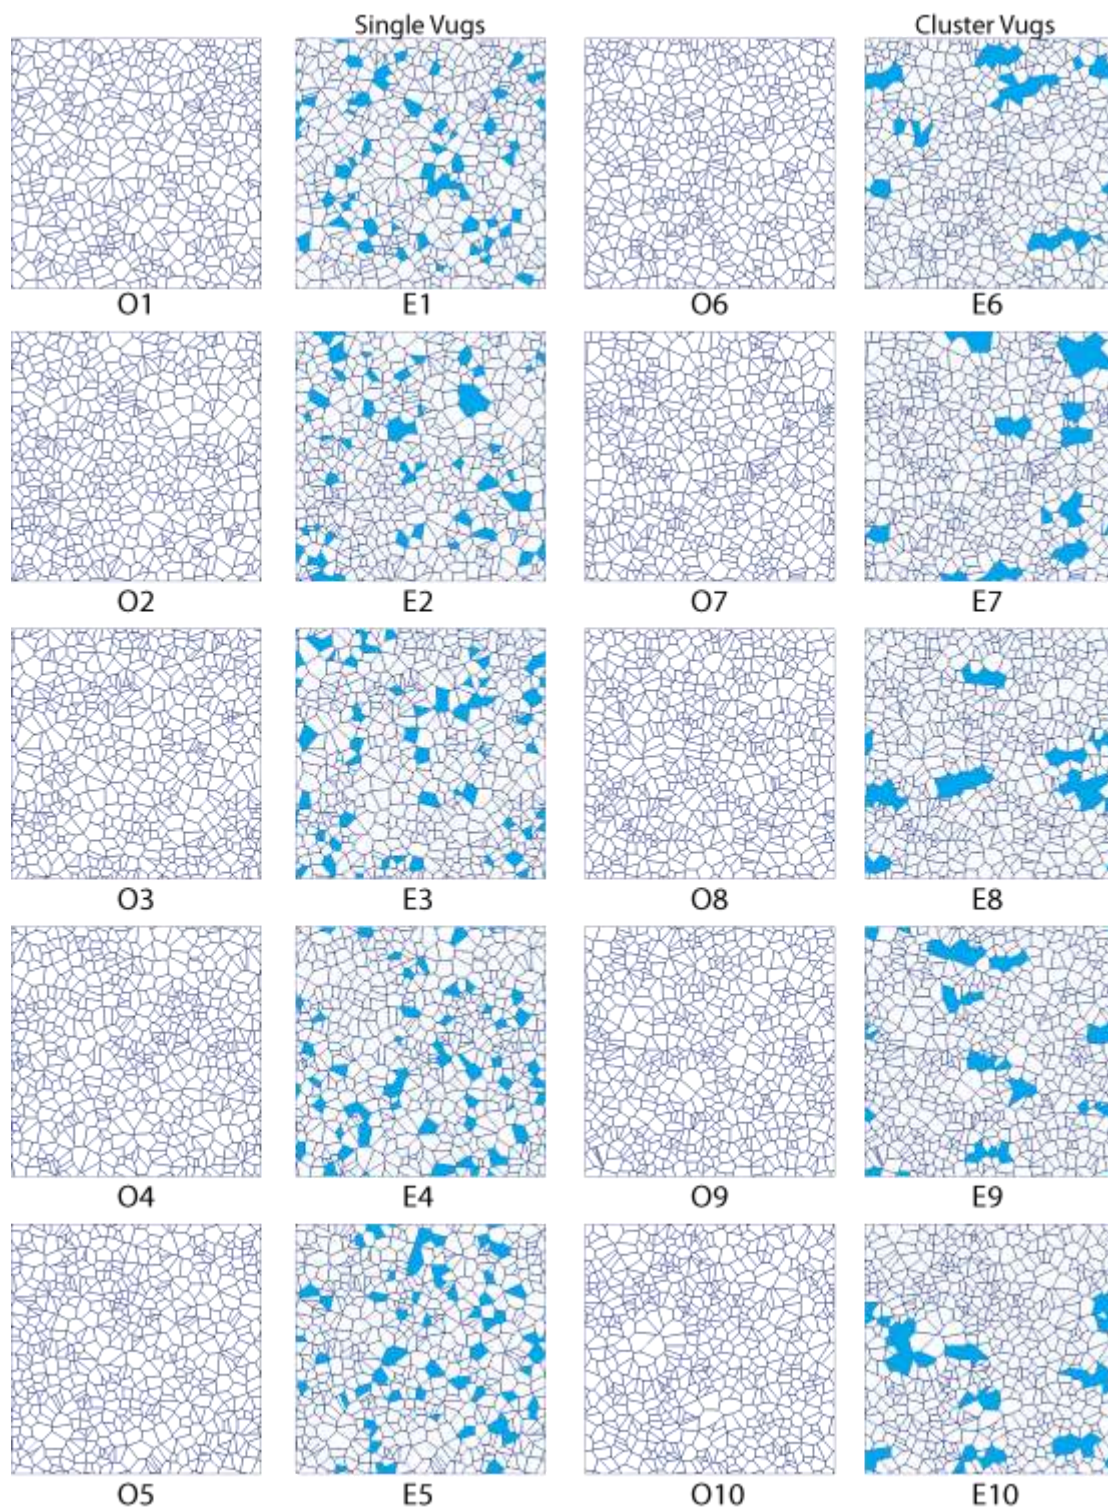 Single Vugs Cluster Vugs
O1 E1 O6 E6
O2 E2 O7 E7
O3 E3 O8 E8
O4 E4 O9 E9
O5 E5 O10 E10